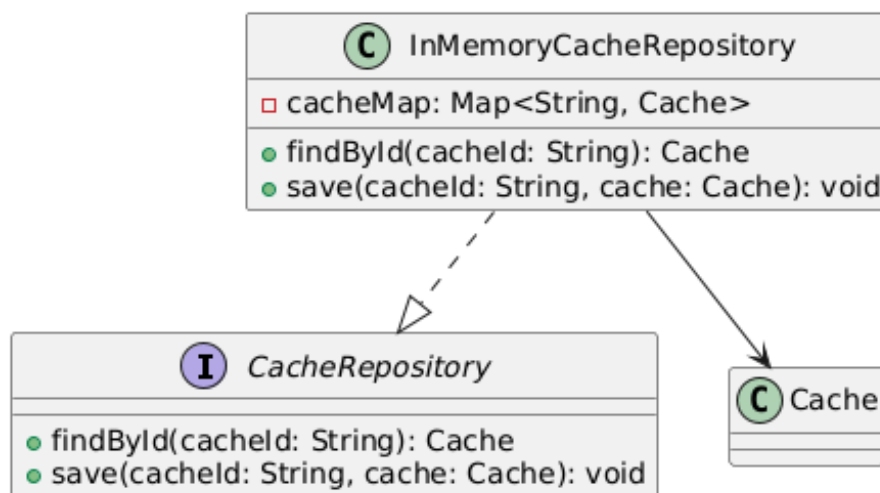 C InMemoryCacheRepository
cacheMap: Map<String, Cache>
findById(cacheId: String): Cache
save(cacheId: String, cache: Cache): void
I CacheRepository
findById(cacheId: String): Cache
save(cacheId: String, cache: Cache): void
C Cache